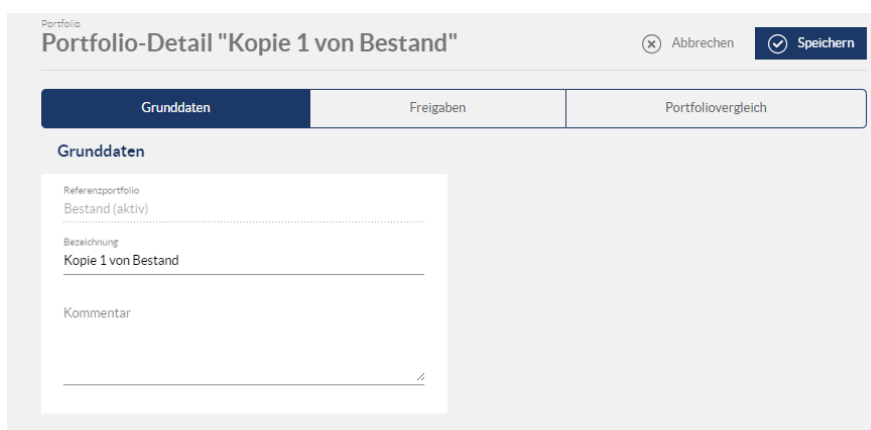 Portfolio
Portfolio-Detail "Kopie 1 von Bestand"
Abbrechen
Speichern
Grunddaten
Freigaben
Portfoliovergleich
Grunddaten
Referenzportfolio
Bestand (aktiv)
Bezeichnung
Kopie 1 von Bestand
Kommentar